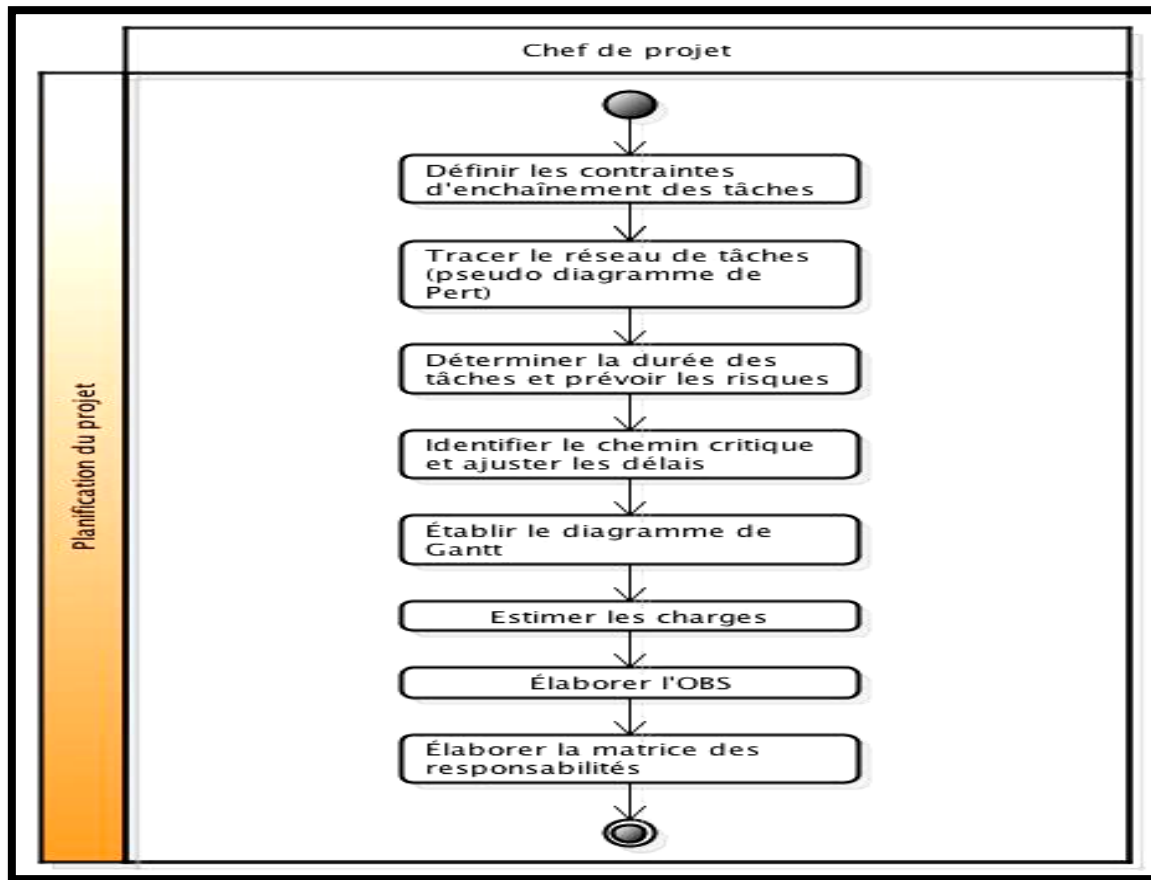 Chef de projet
Planification du projet
Définir les contraintes
d'enchaînement des tâches
Tracer le réseau de tâches
(pseudo diagramme de
Pert)
Déterminer la durée des
tâches et prévoir les risques
Identifier le chemin critique
et ajuster les délais
Établir le diagramme de
Gantt
Estimer les charges
Élaborer l'OBS
Élaborer la matrice des
responsabilités